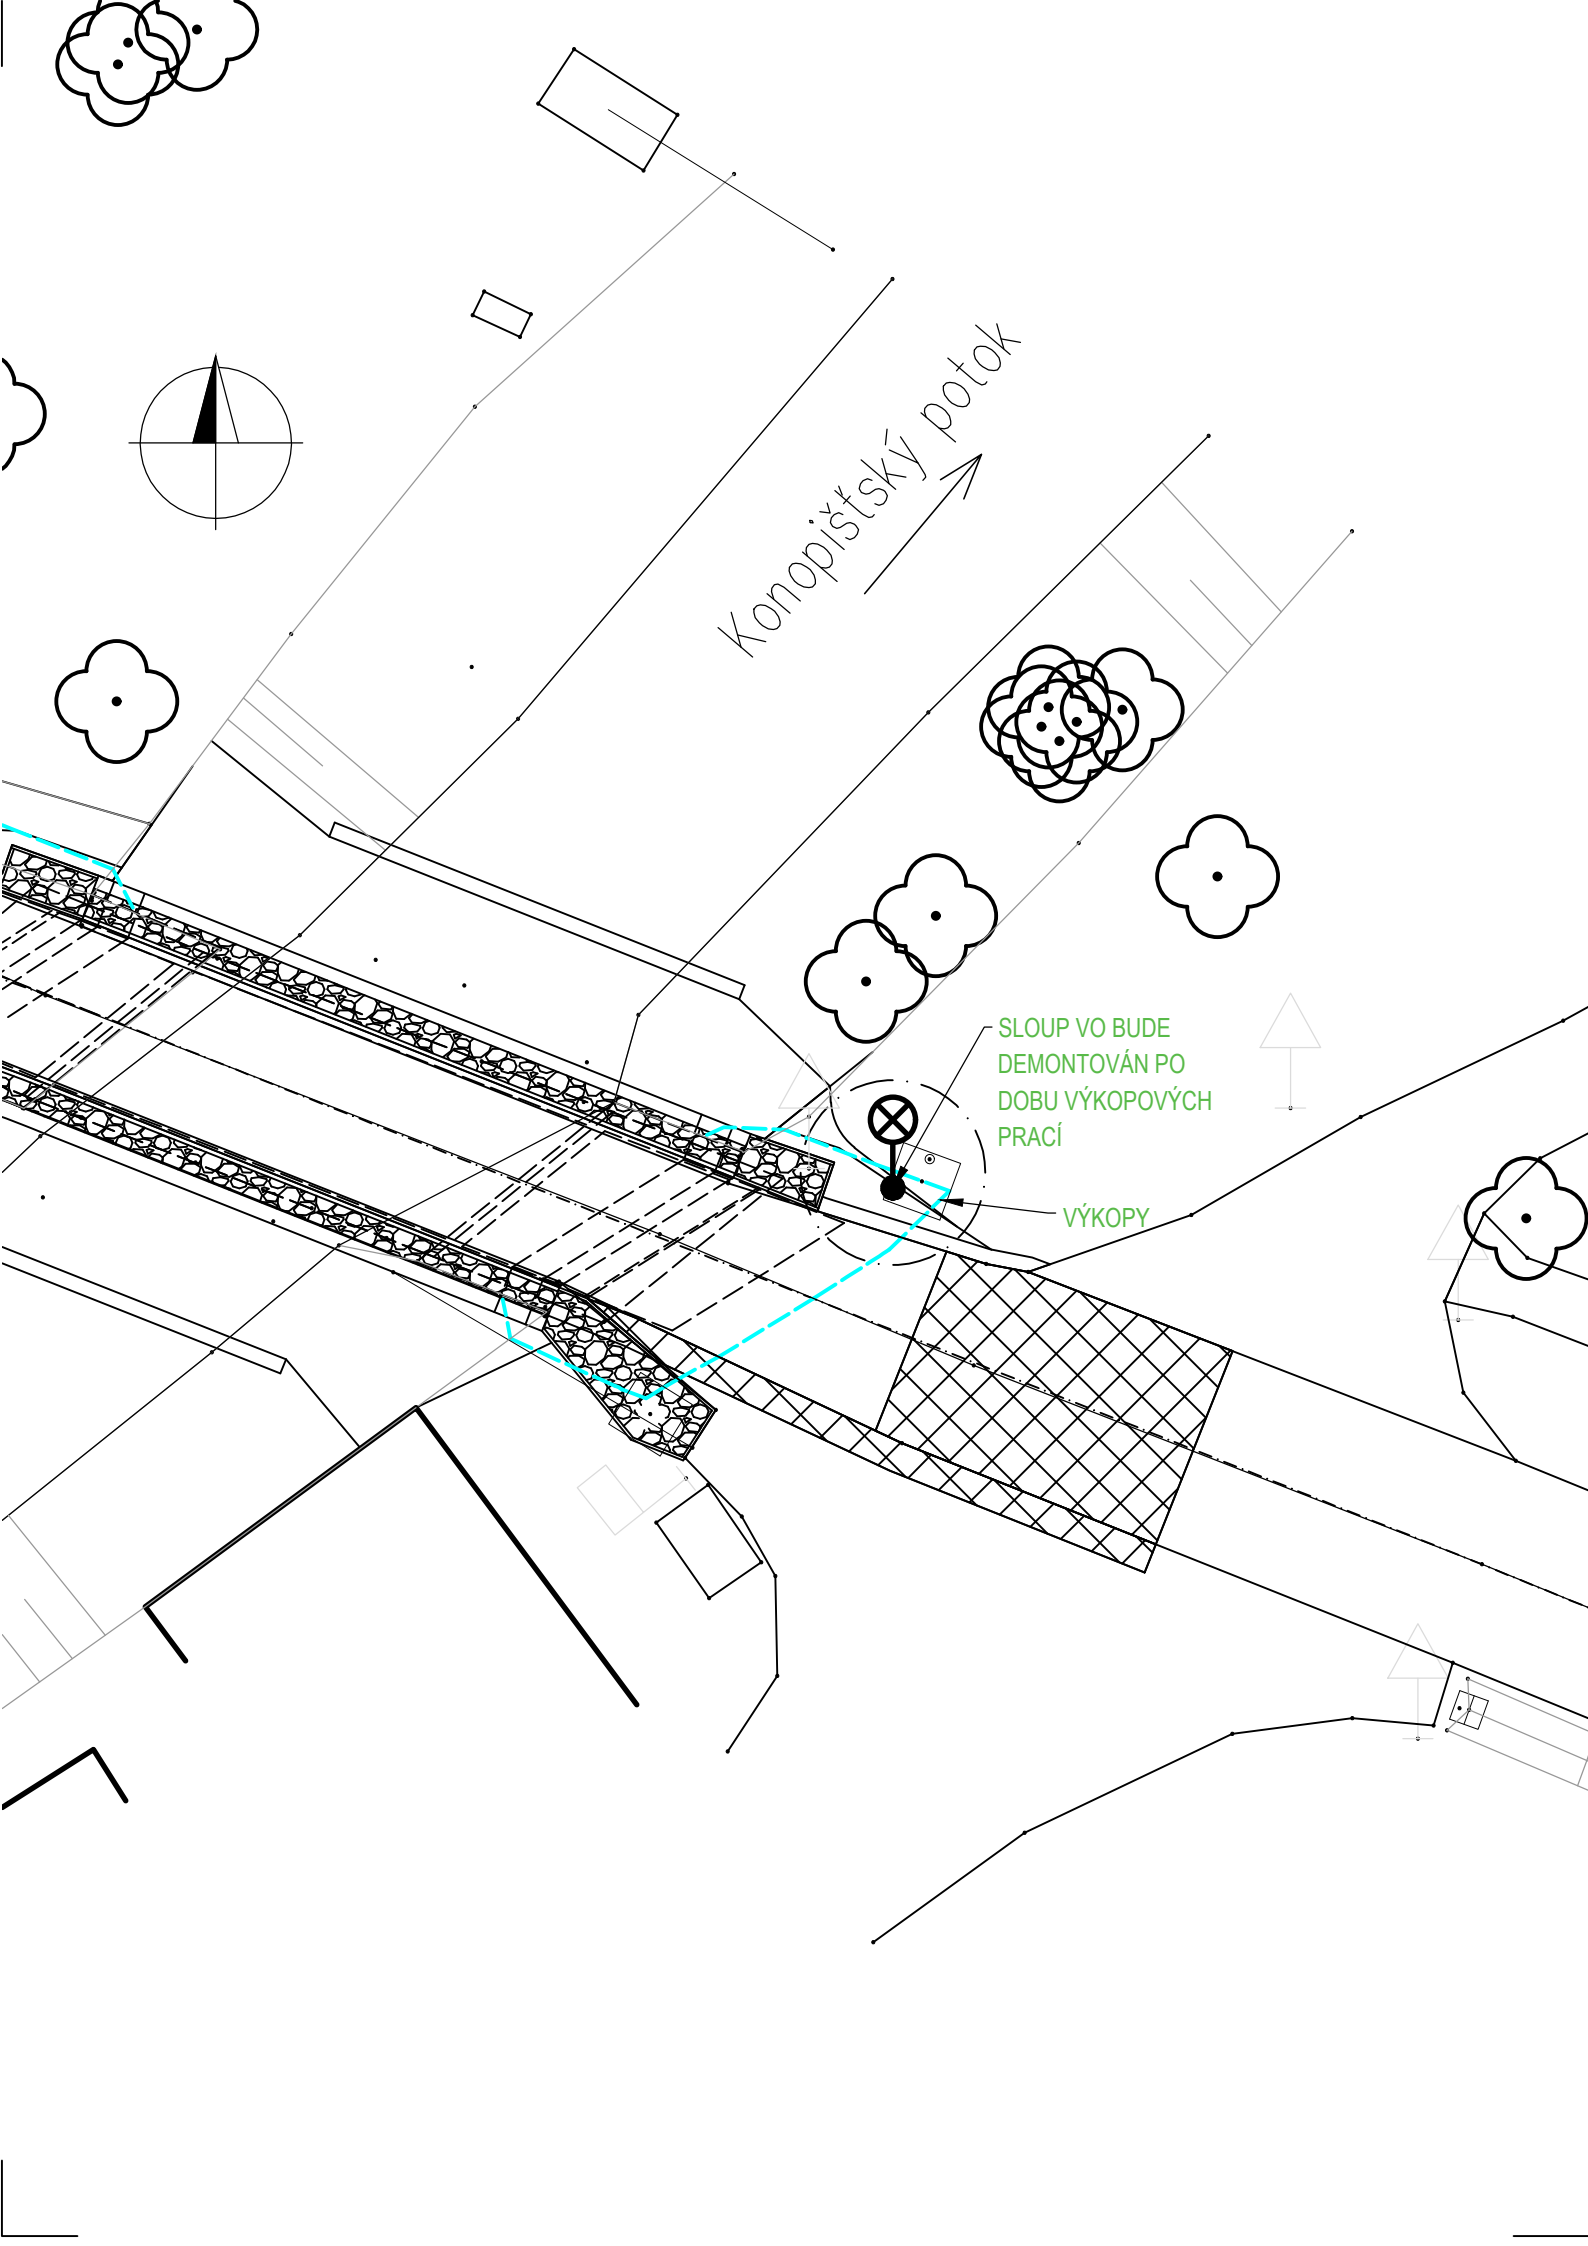 Konopišťský potok
SLOUP VO BUDE
DEMONTOVÁN PO
DOBU VÝKOPOVÝCH
PRACÍ
VÝKOPY